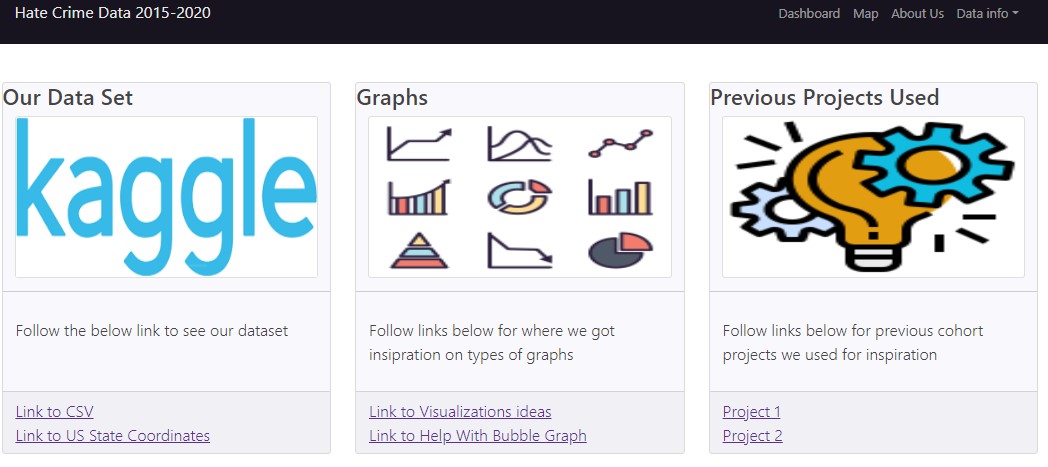 Hate Crime Data 2015-2020
Dashboard Map About Us Data info
Our Data Set
kaggle
Follow the below link to see our dataset
Link to CSV
Link to US State Coordinates
Graphs
Follow links below for where we got
insipration on types of graphs
Link to Visualizations ideas
Link to Help With Bubble Graph
Previous Projects Used
Follow links below for previous cohort
projects we used for inspiration
Project 1
Project 2